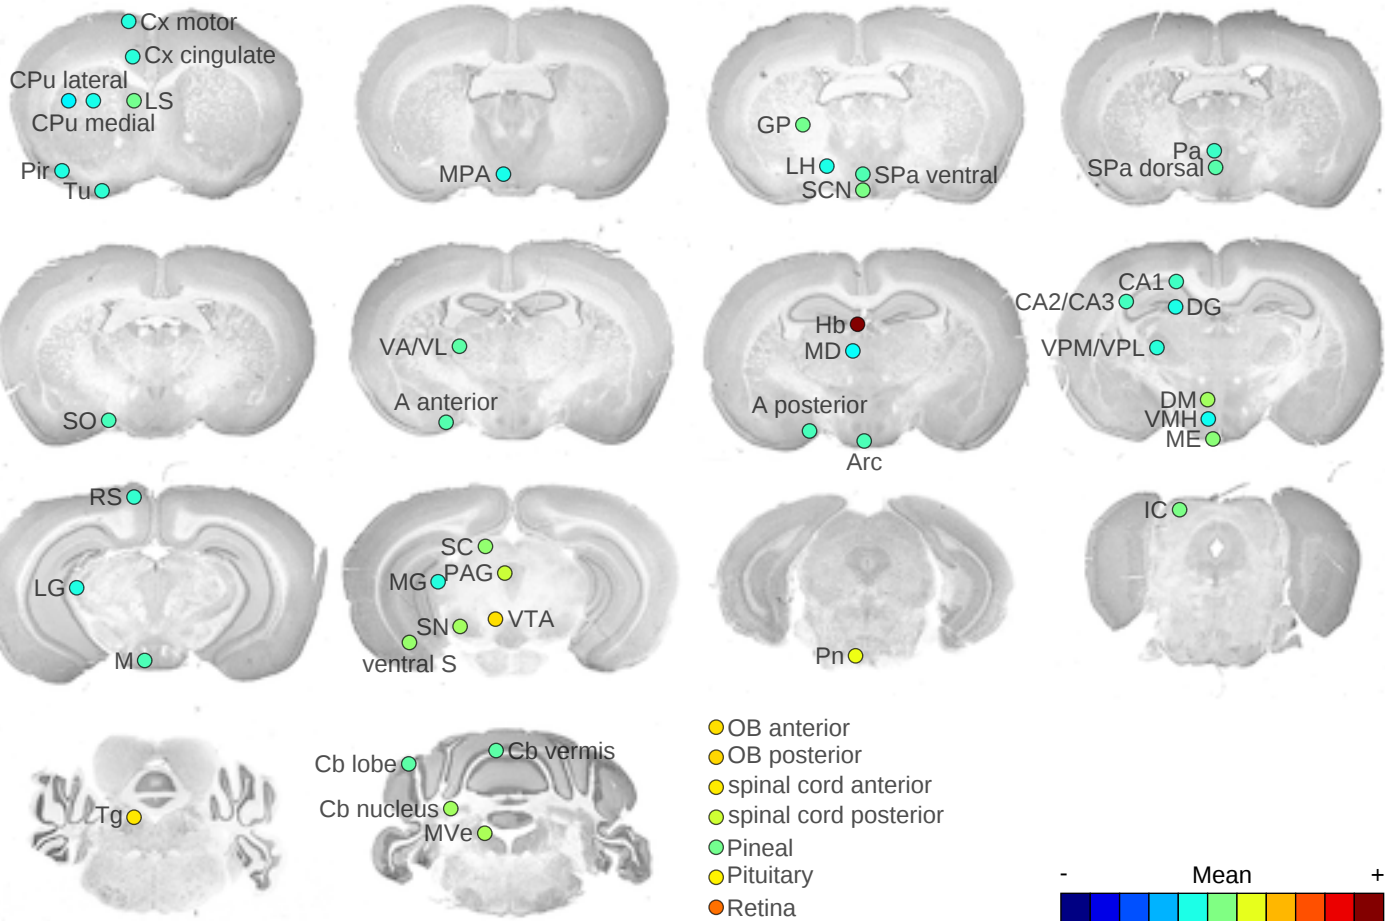 Cx motor
Cx cingulate
CPu lateral
LS
CPu medial
Pir
Tu
MPA
GP
LH
SPa ventral
SCN
Pa
SPa dorsal
SO
VA/VL
A anterior
Hb
MD
A posterior
Arc
CA1
CA2/CA3
DG
VPM/VPL
DM
VMH
ME
RS
LG
M
SC
MG
PAG
SN
VTA
ventral S
Pn
IC
Tg
Cb lobe
Cb vermis
Cb nucleus
MVe
OB anterior
OB posterior
spinal cord anterior
spinal cord posterior
Pineal
Pituitary
Retina
- Mean +